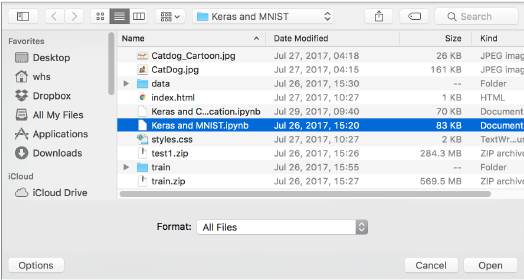 Keras and MNIST
Search
Favorites
Desktop
whs
Dropbox
All My Files
Applications
Downloads
iCloud
iCloud Drive
Name Date Modified Size Kind
Catdog_Cartoon.jpg Jul 27, 2017, 04:18 26 KB JPEG imag
CatDog.jpg Jul 27, 2017, 04:15 161 KB JPEG imag
data Jul 26, 2017, 15:30 -- Folder
index.html Jul 27, 2017, 10:27 1 KB HTML
Keras and C...cation.ipynb Jul 29, 2017, 09:40 70 KB Document
Keras and MNIST.ipynb Jul 26, 2017, 15:20 83 KB Document
styles.css Jul 27, 2017, 10:27 2 KB TextWr...u
test1.zip Jul 26, 2017, 15:26 284.3 MB ZIP archive
train Jul 26, 2017, 15:55 -- Folder
train.zip Jul 26, 2017, 15:28 569.5 MB ZIP archive
Format: All Files
Options Cancel Open